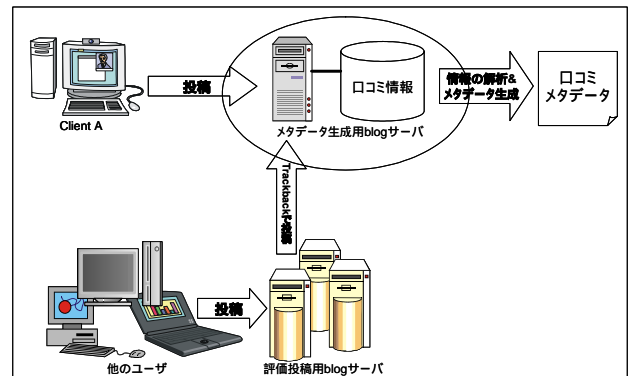 Client A
投稿
口コミ情報
メタデータ生成用blogサーバ
情報の解析&
メタデータ生成
口コミ
メタデータ
Trackbackで投稿
他のユーザ
投稿
評価投稿用blogサーバ